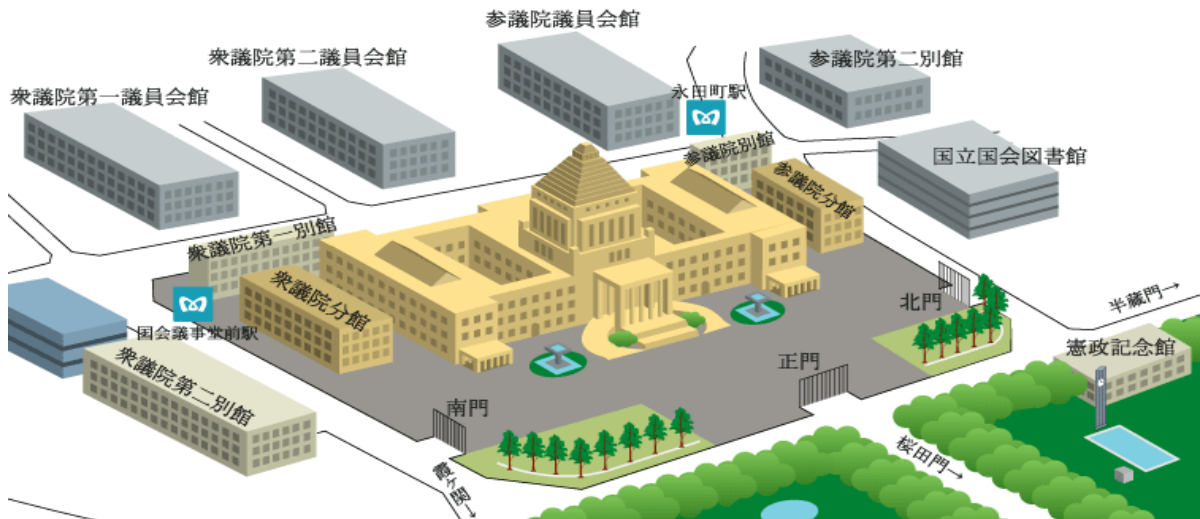 参議院議員会館
衆議院第二議員会館
参議院第二別館
衆議院第一議員会館
永田町駅
参議院別館
国立国会図書館
参議院分館
衆議院第一別館
衆議院分館
北門
半蔵門→
国会議事堂前駅
憲政記念館
衆議院第二別館
正門
南門
桜田門→
霞ヶ関→